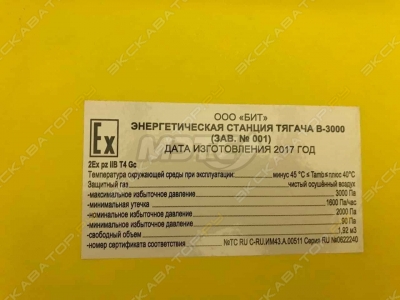 ООО «БИТ»
ЭНЕРГЕТИЧЕСКАЯ СТАНЦИЯ ТЯГАЧА В-3000
(ЗАВ. № 001)
ДАТА ИЗГОТОВЛЕНИЯ 2017 ГОД
Ex
2Ex pz IIB T4 Gc
Температура окружающей среды при эксплуатации: минус 45 °С ≤ Tamb≤ плюс 40°С
Защитный газ чистый осушённый воздух
-максимальное избыточное давление 3000 Па
-минимальная утечка 1600 Па/час
-номинальное избыточное давление 2000 Па
-минимальное избыточное давление 90 Па
-свободный объем 1,92 м3
-номер сертификата соответствия №ТС RU C-RU.ИМ43.А.00511 Серия RU №0622240
ЭКСКАВАТОР